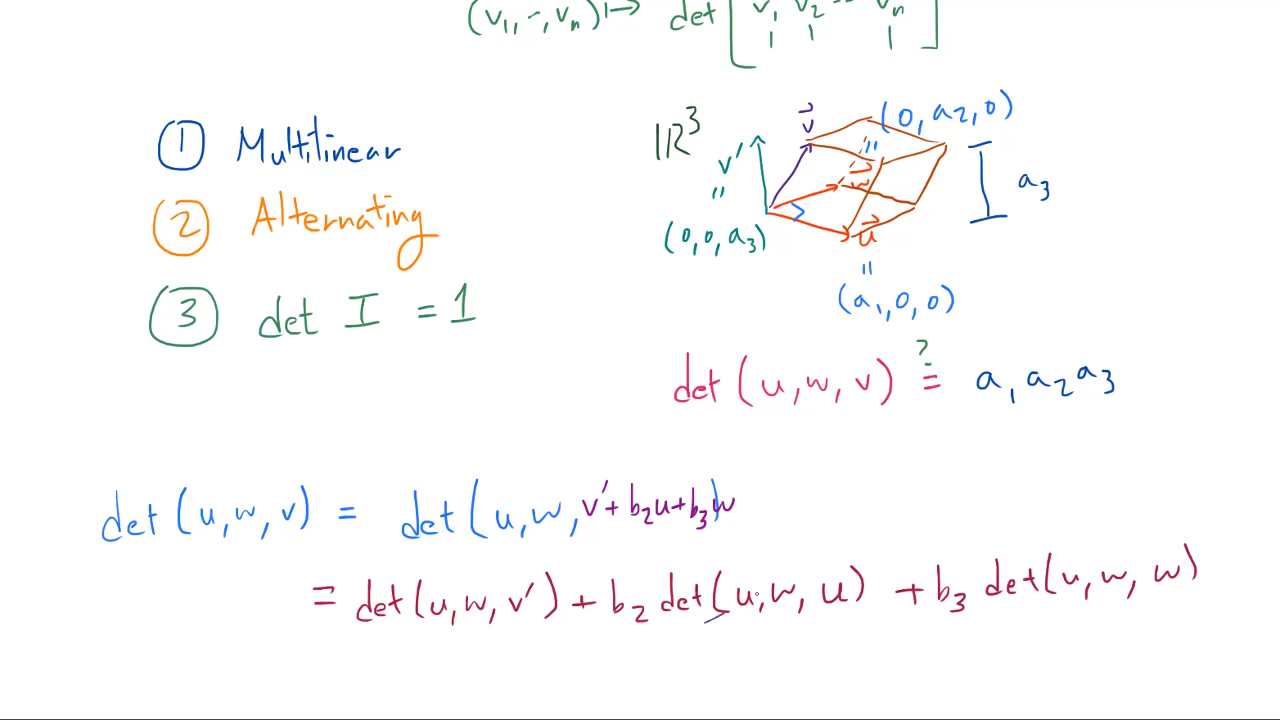 (v₁, -, vₙ) ↦ det [v₁ v₂ -- vₙ]
① Multilinear
② Alternating
③ det I = 1
ℝ³
v⃗
(0, a₂, 0)
=
v'
=
w⃗
a₃
(0, 0, a₃)
u⃗
=
(a₁, 0, 0)
det(u, w, v) ≟ a₁ a₂ a₃
det(u, w, v) = det(u, w, v' + b₂u + b₃w)
= det(u, w, v') + b₂ det(u, w, u) + b₃ det(u, w, w)